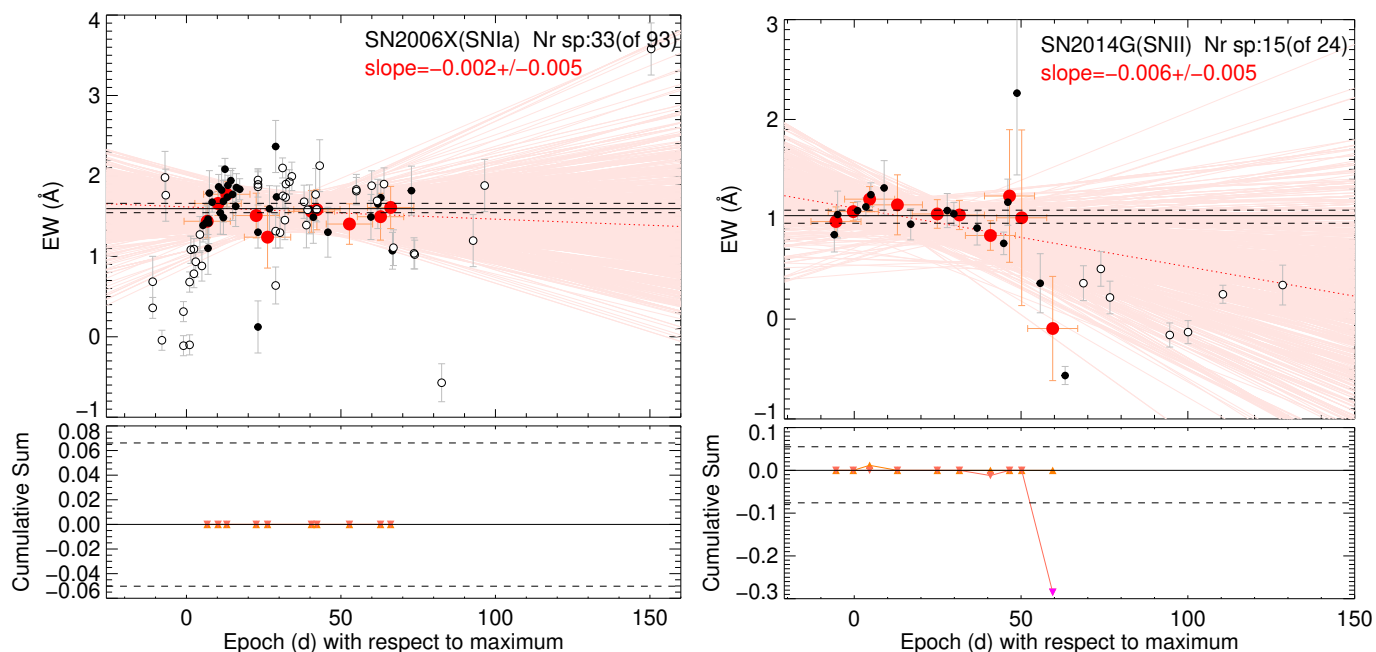 SN2006X(SNIa) Nr sp:33(of 93)
slope=−0.002+/−0.005
EW (Å)
4
3
2
1
0
−1
Cumulative Sum
0.08
0.06
0.04
0.02
0.00
−0.02
−0.04
−0.06
0 50 100 150
Epoch (d) with respect to maximum
SN2014G(SNII) Nr sp:15(of 24)
slope=−0.006+/−0.005
EW (Å)
3
2
1
0
−1
Cumulative Sum
0.1
0.0
−0.1
−0.2
−0.3
0 50 100 150
Epoch (d) with respect to maximum